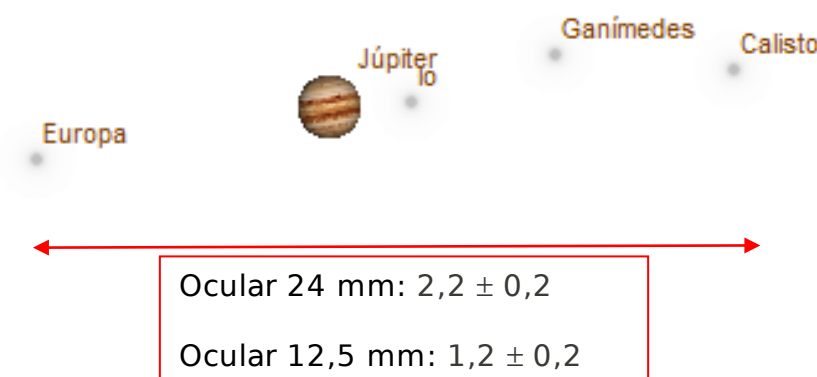 Ganímedes
Calisto
Júpiter
Io
Europa
Ocular 24 mm: 2,2 ± 0,2
Ocular 12,5 mm: 1,2 ± 0,2